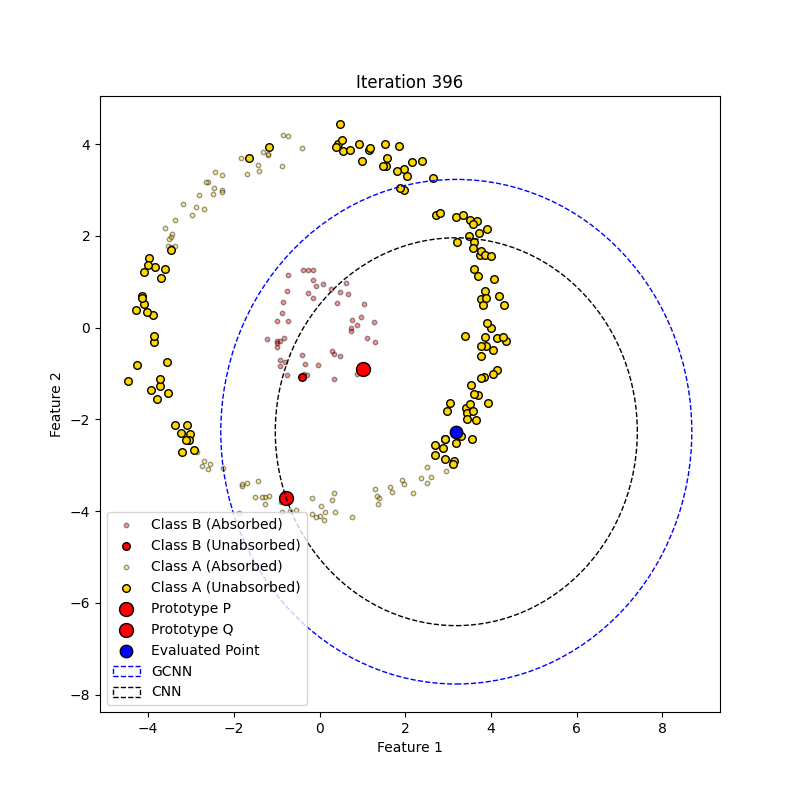 Iteration 396
Feature 2
4
2
0
−2
−4
−6
−8
Class B (Absorbed)
Class B (Unabsorbed)
Class A (Absorbed)
Class A (Unabsorbed)
Prototype P
Prototype Q
Evaluated Point
GCNN
CNN
−4 −2 0 2 4 6 8
Feature 1